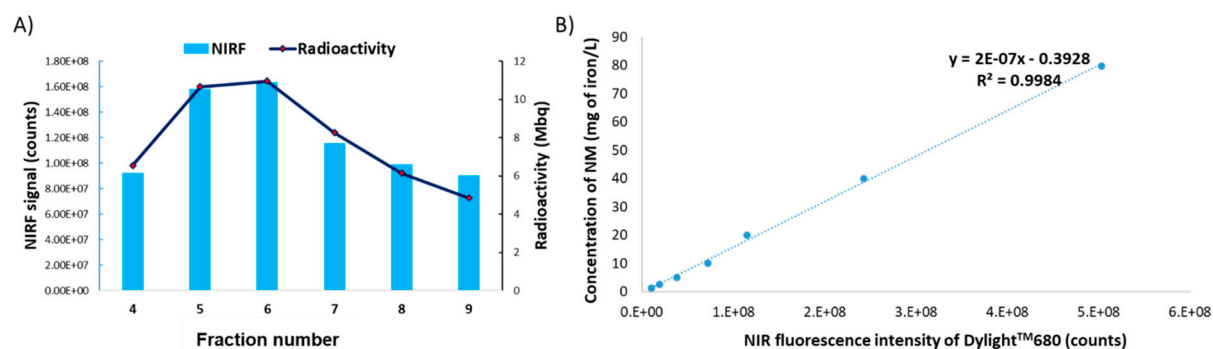 A)
NIRF Radioactivity
NIRF signal (counts)
1.80E+08
1.60E+08
1.40E+08
1.20E+08
1.00E+08
8.00E+07
6.00E+07
4.00E+07
2.00E+07
0.00E+00
12
10
8
6
4
2
0
Radioactivity (Mbq)
4 5 6 7 8 9
Fraction number
B)
Concentration of NM (mg of iron/L)
90
80
70
60
50
40
30
20
10
0
y = 2E-07x - 0.3928
R² = 0.9984
0.E+00 1.E+08 2.E+08 3.E+08 4.E+08 5.E+08 6.E+08
NIR fluorescence intensity of Dylight™680 (counts)